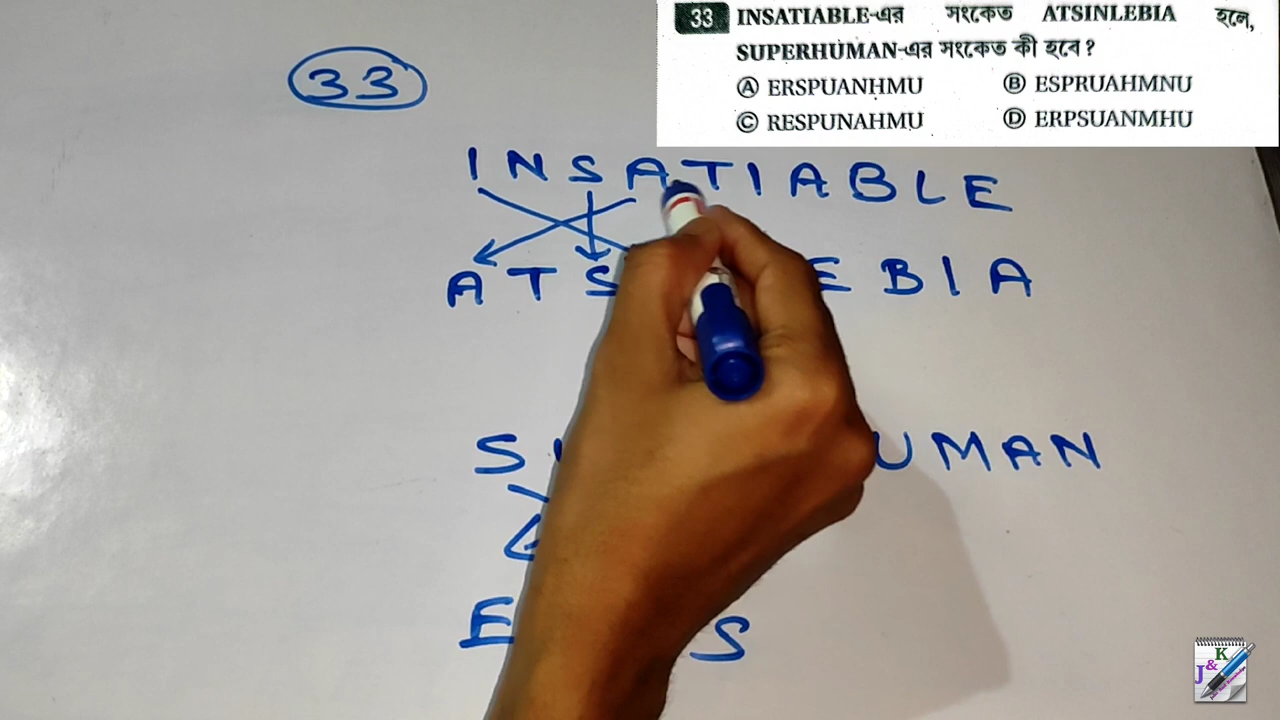 33 INSATIABLE-এর সংকেত ATSINLEBIA হলে,
SUPERHUMAN-এর সংকেত কী হবে ?
Ⓐ ERSPUANHMU Ⓑ ESPRUAHMNU
Ⓒ RESPUNAHMU Ⓓ ERPSUANMHU
33
INSATIABLE
ATS EBIA
S UMAN
E S
J&K